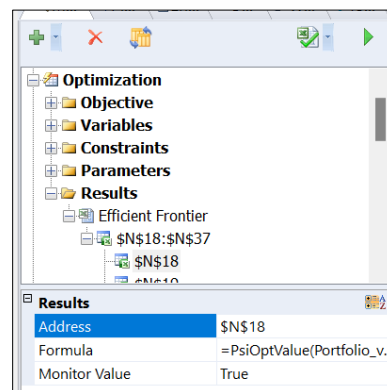 Optimization
Objective
Variables
Constraints
Parameters
Results
Efficient Frontier
$N$18:$N$37
$N$18
$N$19
Results
Address $N$18
Formula =PsiOptValue(Portfolio_v.
Monitor Value True